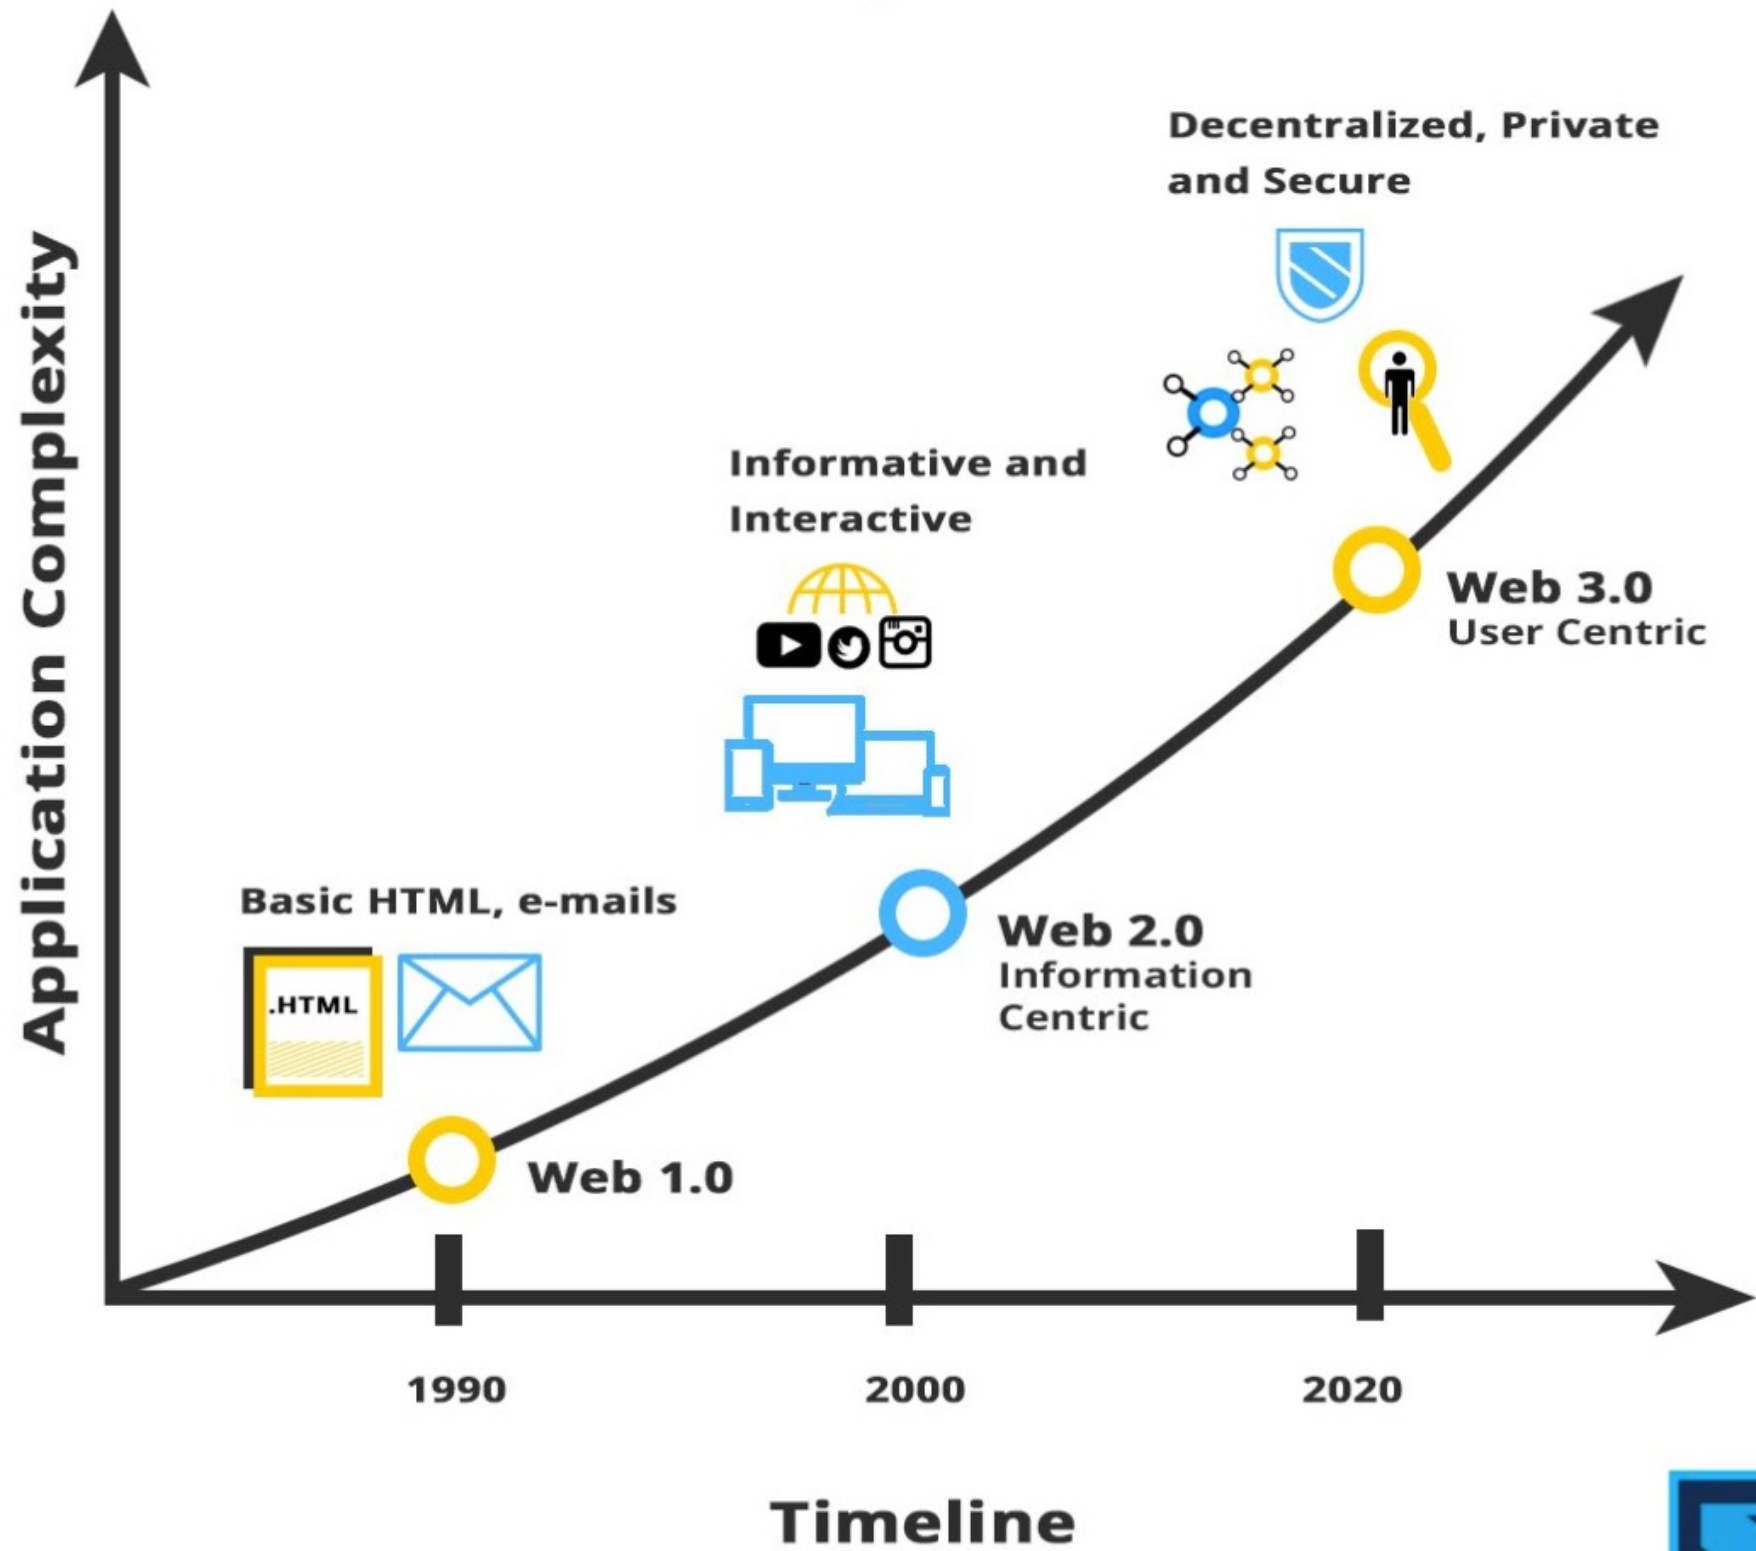 Application Complexity
Decentralized, Private
and Secure
Informative and
Interactive
Web 3.0
User Centric
Basic HTML, e-mails
.HTML
Web 2.0
Information
Centric
Web 1.0
1990
2000
2020
Timeline